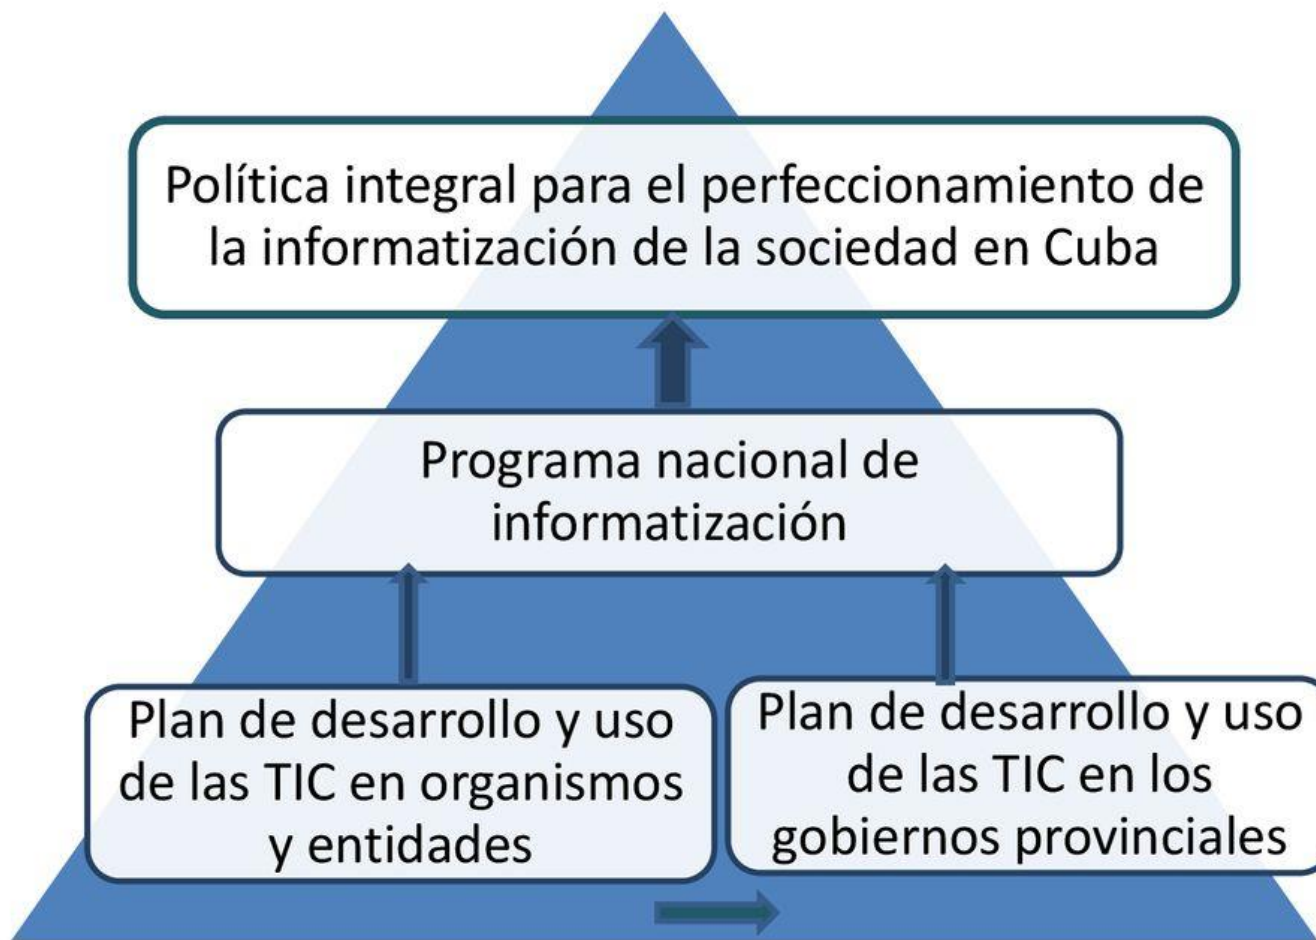 Política integral para el perfeccionamiento de
la informatización de la sociedad en Cuba
Programa nacional de
informatización
Plan de desarrollo y uso
de las TIC en organismos
y entidades
Plan de desarrollo y uso
de las TIC en los
gobiernos provinciales